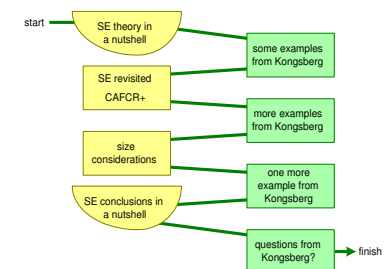 start
SE theory in
a nutshell
some examples
from Kongsberg
SE revisited
CAFCR+
more examples
from Kongsberg
size
considerations
one more
example from
Kongsberg
SE conclusions in
a nutshell
questions from
Kongsberg?
finish